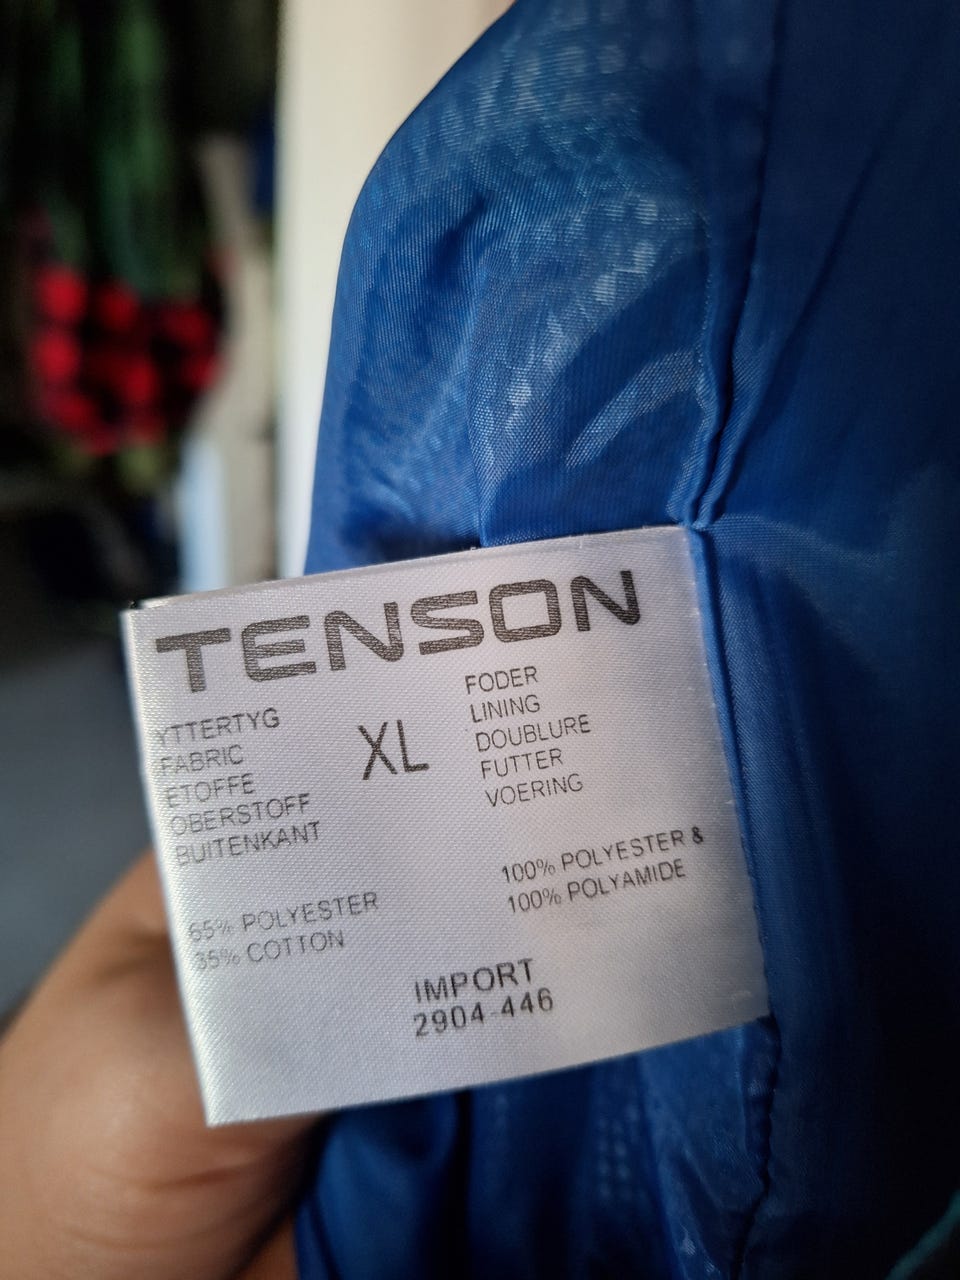 TENSON
YTTERTYG
FABRIC
ETOFFE
OBERSTOFF
BUITENKANT
XL
FODER
LINING
DOUBLURE
FUTTER
VOERING
65% POLYESTER
35% COTTON
100% POLYESTER &
100% POLYAMIDE
IMPORT
2904-446